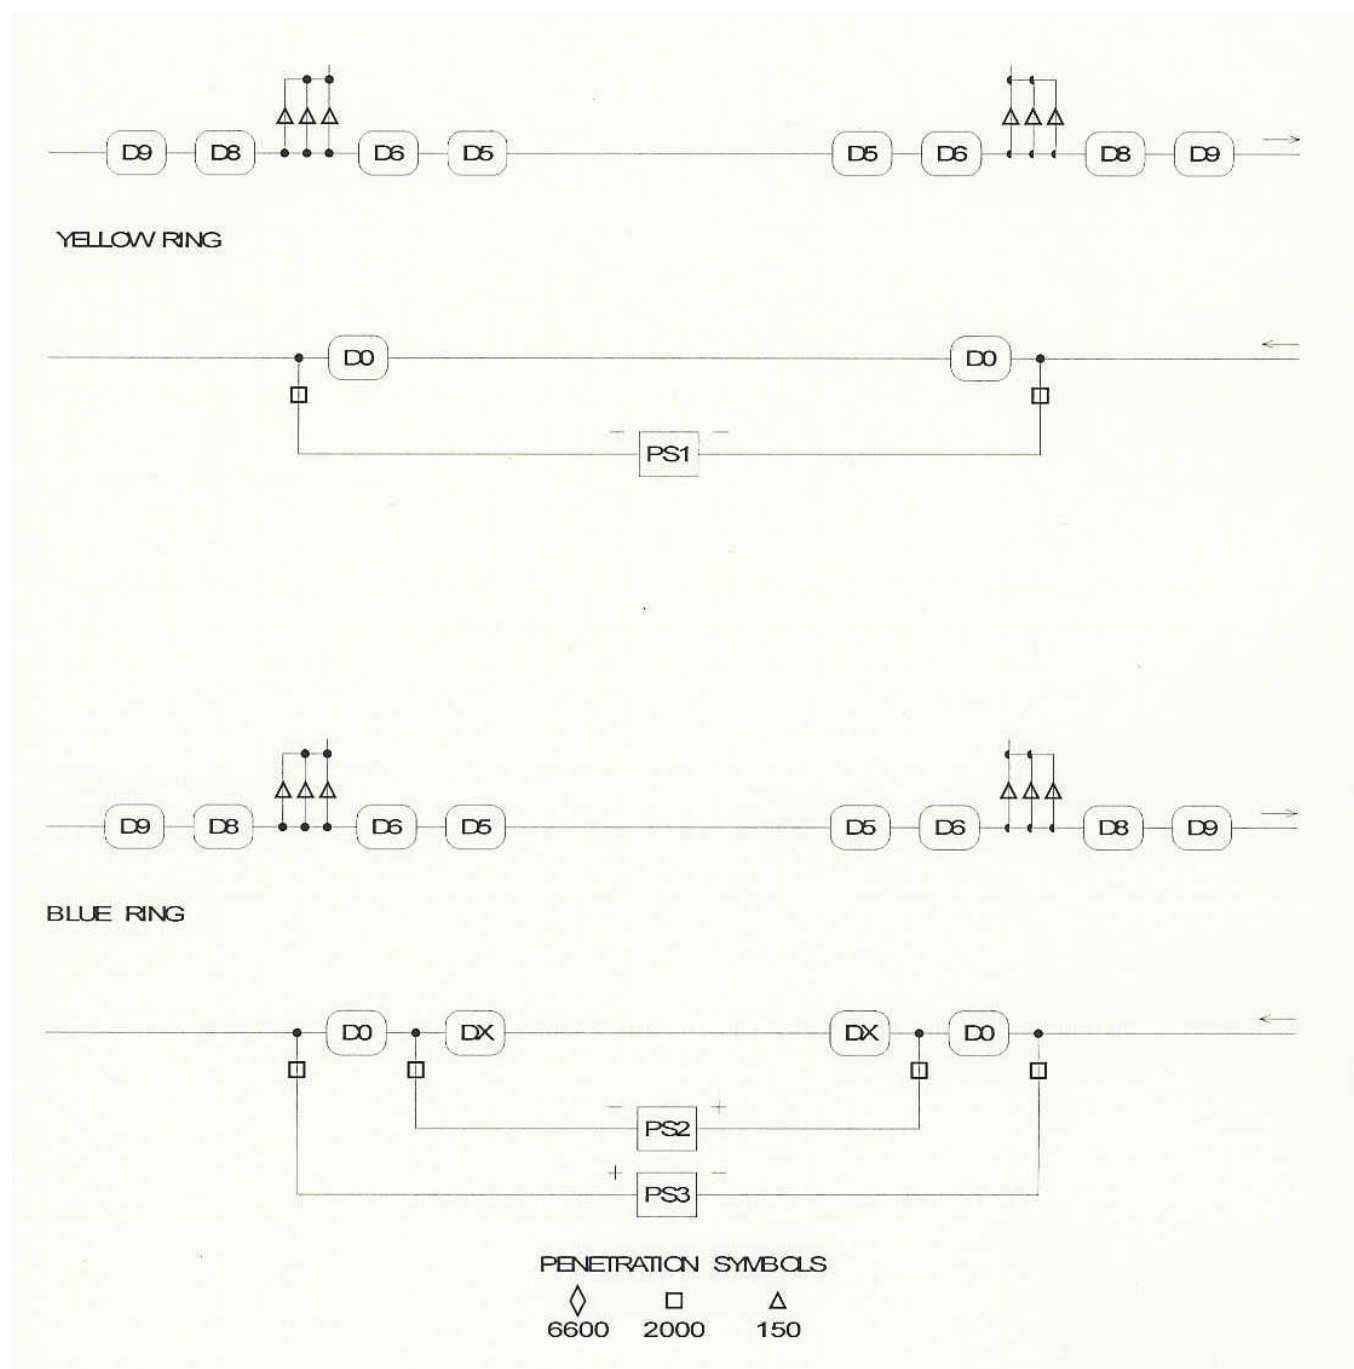 D9 D8 D6 D5 D5 D6 D8 D9
YELLOW RING
D0 D0
− PS1 −
D9 D8 D6 D5 D5 D6 D8 D9
BLUE RING
D0 DX DX D0
− PS2 +
+ PS3 −
PENETRATION SYMBOLS
6600 2000 150